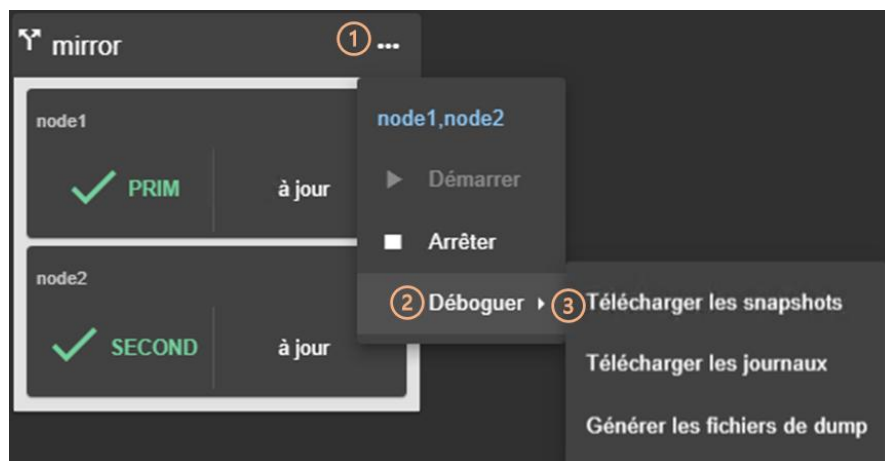 mirror
1 ...
node1
PRIM
à jour
node2
SECOND
à jour
node1,node2
Démarrer
Arrêter
2 Déboguer
3 Télécharger les snapshots
Télécharger les journaux
Générer les fichiers de dump